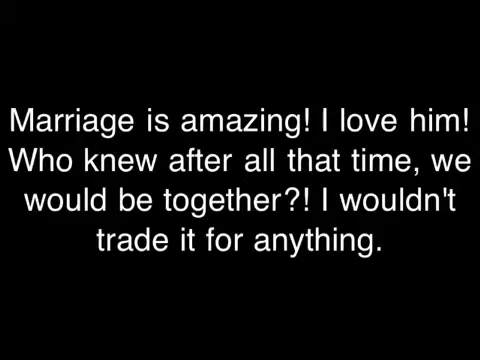 Marriage is amazing! I love him!
Who knew after all that time, we
would be together?! I wouldn't
trade it for anything.